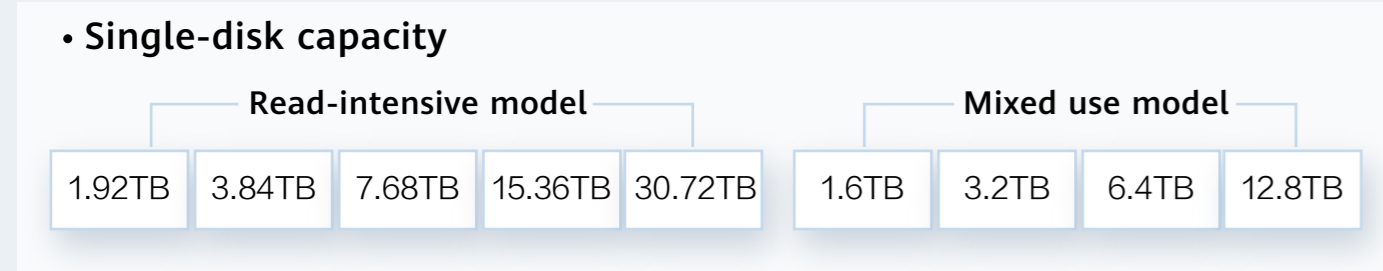 • Single-disk capacity
Read-intensive model Mixed use model
1.92TB 3.84TB 7.68TB 15.36TB 30.72TB 1.6TB 3.2TB 6.4TB 12.8TB